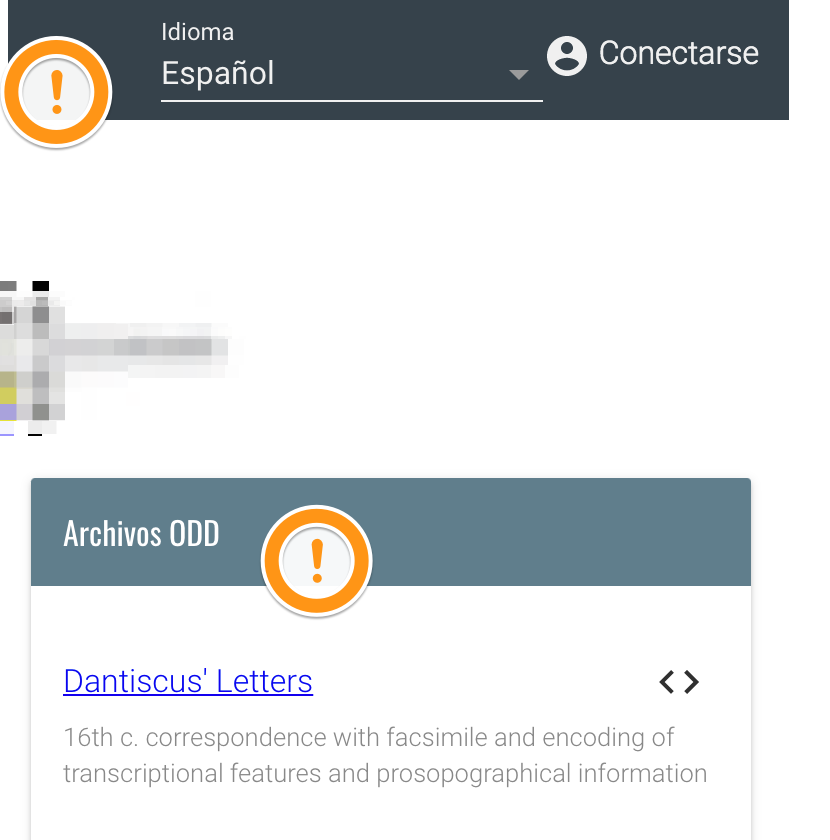 Idioma
Español
Conectarse
Archivos ODD
Dantiscus' Letters
16th c. correspondence with facsimile and encoding of
transcriptional features and prosopographical information